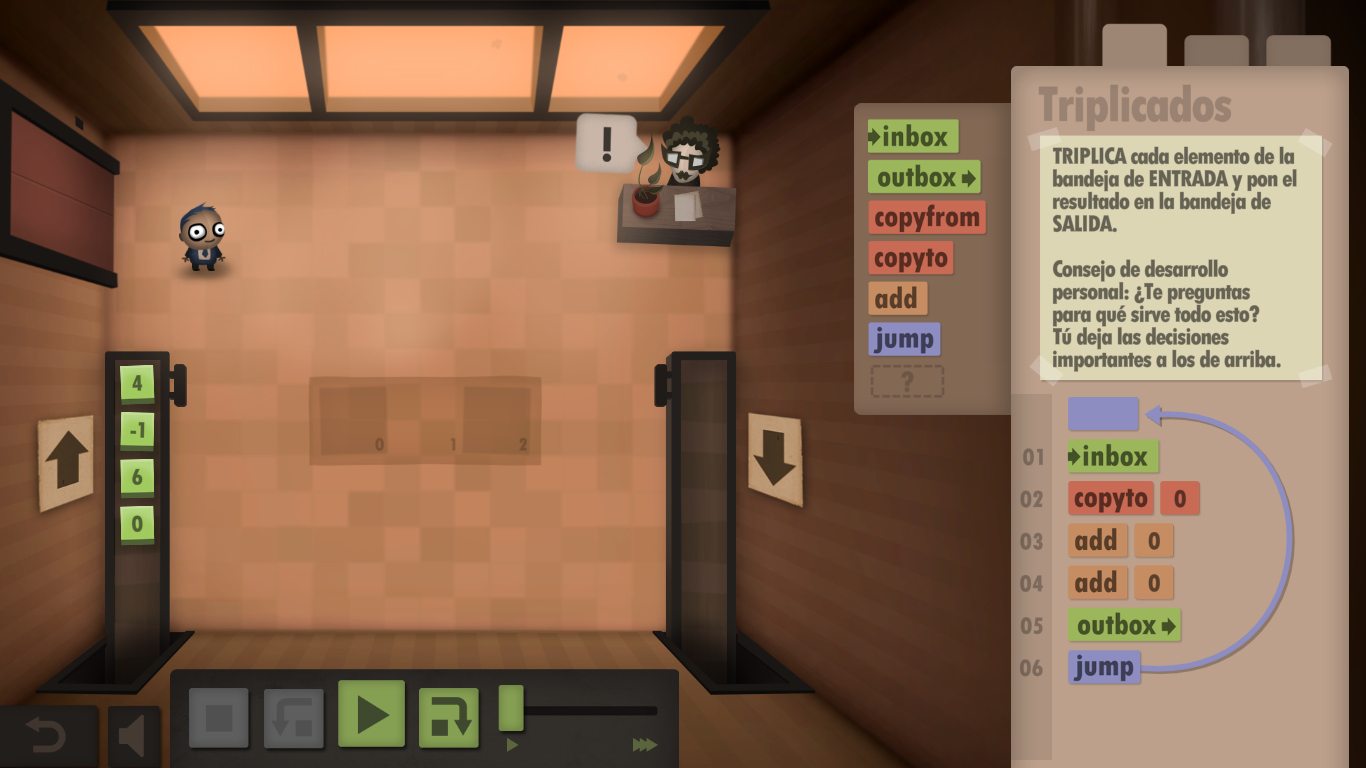 !
4
-1
6
0
0 1 2
inbox
outbox
copyfrom
copyto
add
jump
?
Triplicados
TRIPLICA cada elemento de la
bandeja de ENTRADA y pon el
resultado en la bandeja de
SALIDA.
Consejo de desarrollo
personal: ¿Te preguntas
para qué sirve todo esto?
Tú deja las decisiones
importantes a los de arriba.
01 inbox
02 copyto 0
03 add 0
04 add 0
05 outbox
06 jump